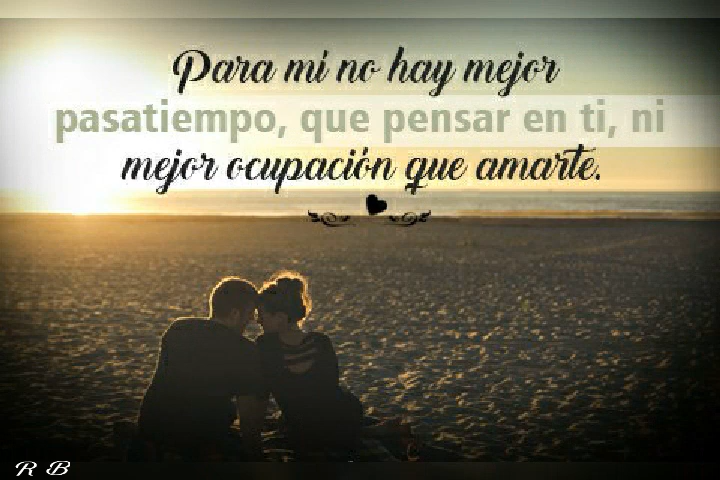 Para mi no hay mejor
pasatiempo, que pensar en ti, ni
mejor ocupación que amarte.
R B